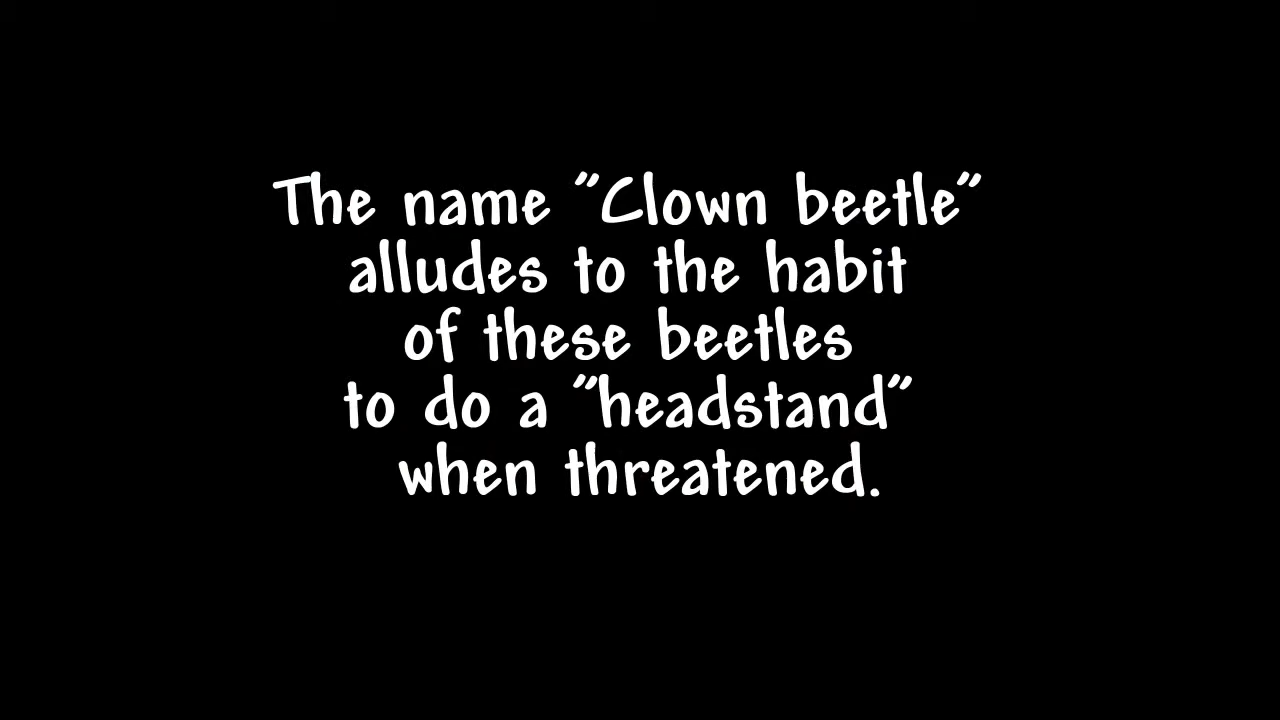 The name "Clown beetle"
alludes to the habit
of these beetles
to do a "headstand"
when threatened.